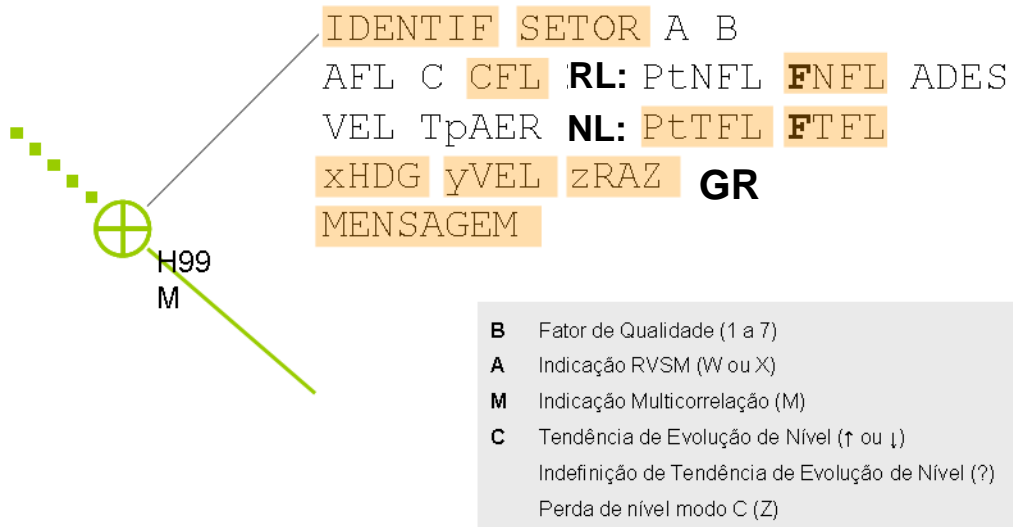 IDENTIF SETOR A B
AFL C CFL RL: PtNFL FNFL ADES
VEL TpAER NL: PtTFL FTFL
xHDG yVEL zRAZ GR
MENSAGEM
H99
M
B Fator de Qualidade (1 a 7)
A Indicação RVSM (W ou X)
M Indicação Multicorrelação (M)
C Tendência de Evolução de Nível (↑ ou ↓)
Indefinição de Tendência de Evolução de Nível (?)
Perda de nível modo C (Z)